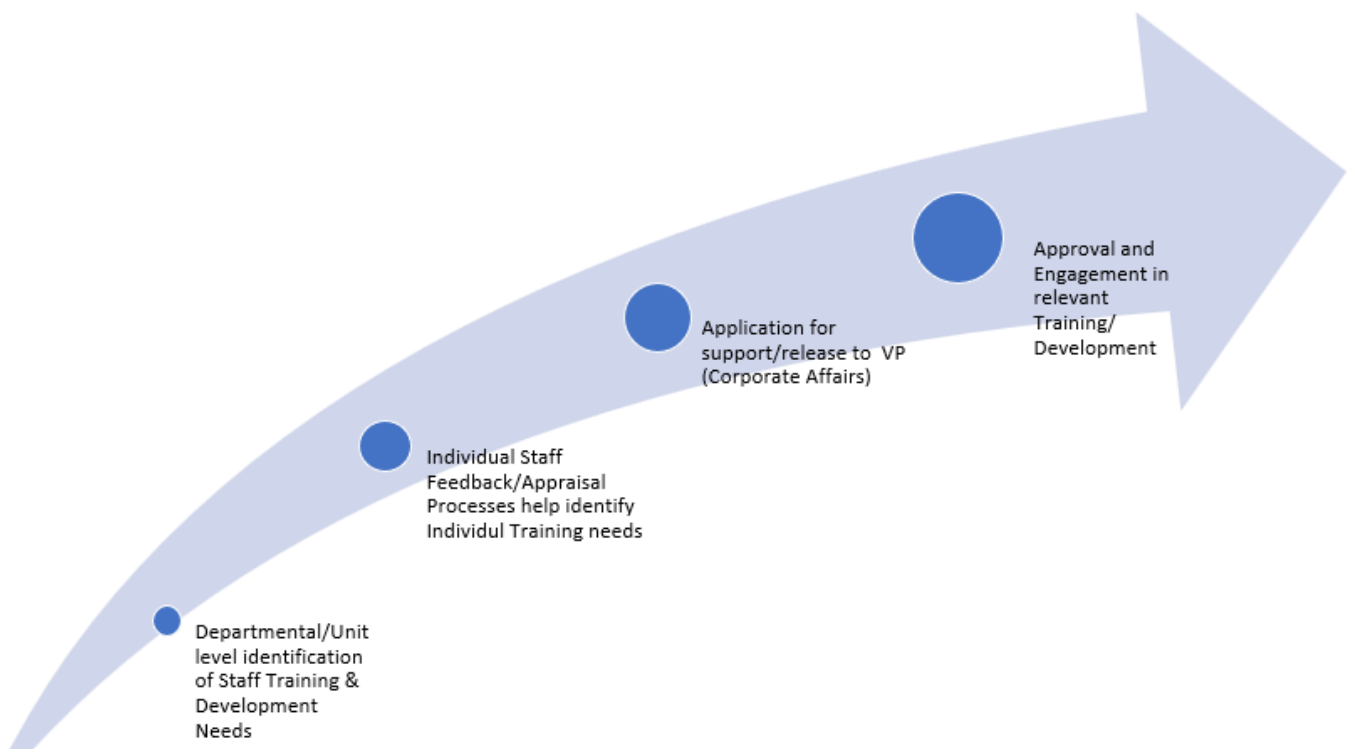 Departmental/Unit
level identification
of Staff Training &
Development
Needs
Individual Staff
Feedback/Appraisal
Processes help identify
Individul Training needs
Application for
support/release to  VP
(Corporate Affairs)
Approval and
Engagement in
relevant
Training/
Development